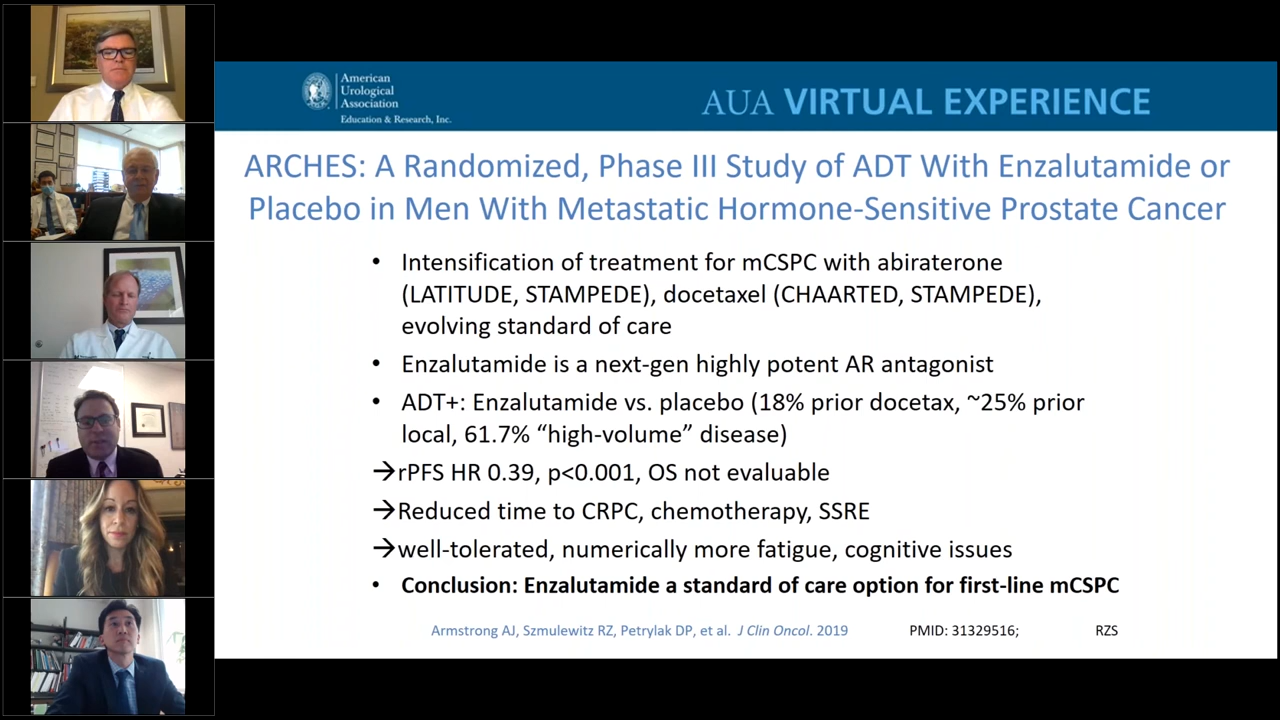 American
Urological
Association
Education & Research, Inc.
AUA VIRTUAL EXPERIENCE
ARCHES: A Randomized, Phase III Study of ADT With Enzalutamide or
Placebo in Men With Metastatic Hormone-Sensitive Prostate Cancer
• Intensification of treatment for mCSPC with abiraterone
(LATITUDE, STAMPEDE), docetaxel (CHAARTED, STAMPEDE),
evolving standard of care
• Enzalutamide is a next-gen highly potent AR antagonist
• ADT+: Enzalutamide vs. placebo (18% prior docetax, ~25% prior
local, 61.7% “high-volume” disease)
→rPFS HR 0.39, p<0.001, OS not evaluable
→Reduced time to CRPC, chemotherapy, SSRE
→well-tolerated, numerically more fatigue, cognitive issues
• Conclusion: Enzalutamide a standard of care option for first-line mCSPC
Armstrong AJ, Szmulewitz RZ, Petrylak DP, et al. J Clin Oncol. 2019 PMID: 31329516; RZS